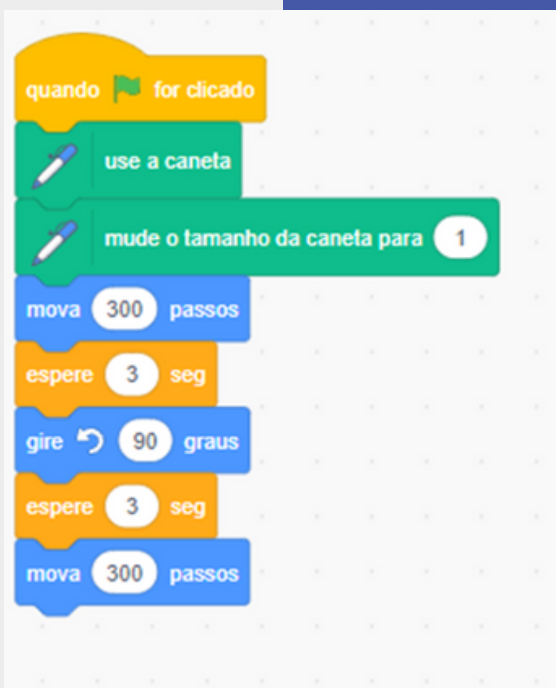 quando for clicado
use a caneta
mude o tamanho da caneta para 1
mova 300 passos
espere 3 seg
gire 90 graus
espere 3 seg
mova 300 passos